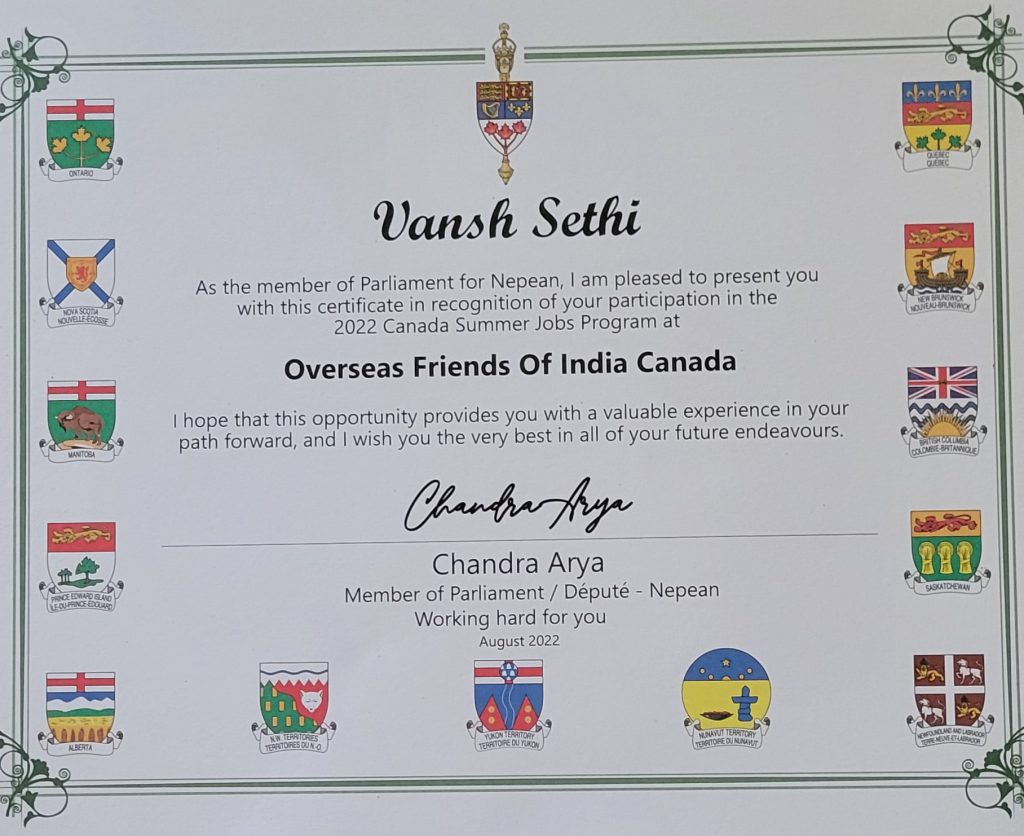 ONTARIO
QUEBEC
QUÉBEC
Vansh Sethi
As the member of Parliament for Nepean, I am pleased to present you
with this certificate in recognition of your participation in the
2022 Canada Summer Jobs Program at
NOVA SCOTIA
NOUVELLE-ÉCOSSE
NEW BRUNSWICK
NOUVEAU-BRUNSWICK
Overseas Friends Of India Canada
I hope that this opportunity provides you with a valuable experience in your
path forward, and I wish you the very best in all of your future endeavours.
MANITOBA
BRITISH COLUMBIA
COLOMBIE-BRITANNIQUE
Chandra Arya
Chandra Arya
Member of Parliament / Député - Nepean
Working hard for you
August 2022
PRINCE EDWARD ISLAND
ÎLE-DU-PRINCE-ÉDOUARD
SASKATCHEWAN
ALBERTA
N.W. TERRITORIES
TERRITOIRES DU N.-O.
YUKON TERRITORY
TERRITOIRE DU YUKON
NUNAVUT TERRITORY
TERRITOIRE DU NUNAVUT
NEWFOUNDLAND AND LABRADOR
TERRE-NEUVE-ET-LABRADOR